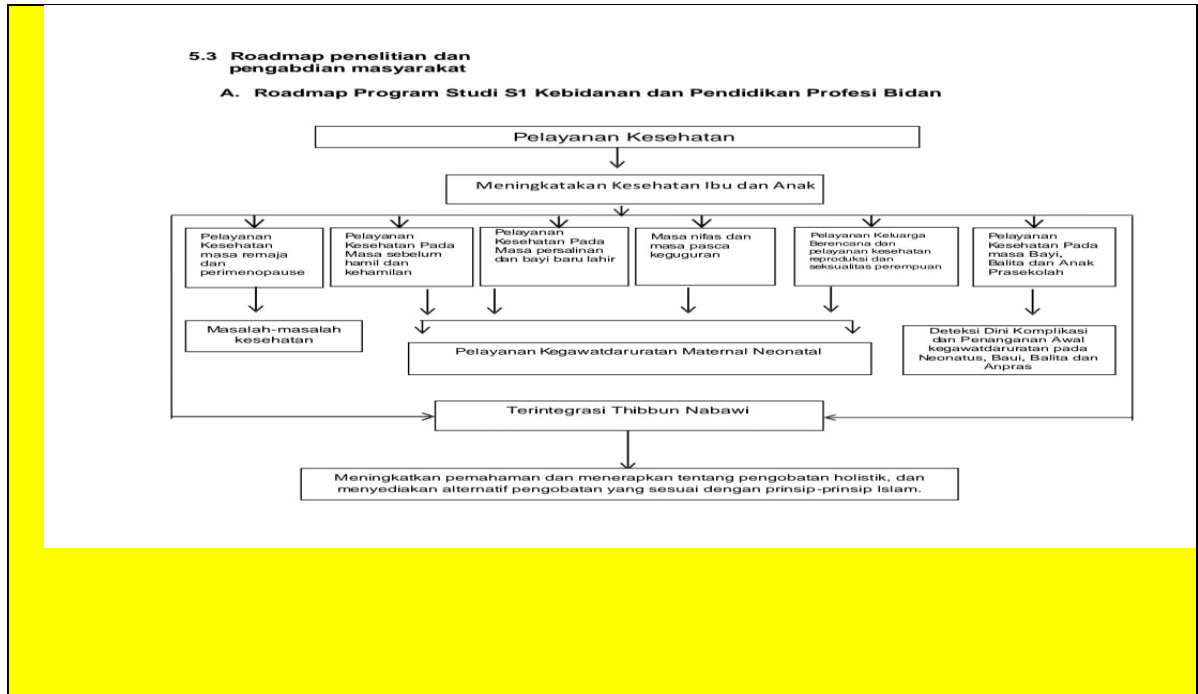 5.3 Roadmap penelitian dan
pengabdian masyarakat
A. Roadmap Program Studi S1 Kebidanan dan Pendidikan Profesi Bidan
Pelayanan Kesehatan
Meningkatakan Kesehatan Ibu dan Anak
Pelayanan
Kesehatan
masa remaja
dan
perimenopause
Pelayanan
Kesehatan Pada
Masa sebelum
hamil dan
kehamilan
Pelayanan
Kesehatan Pada
Masa persalinan
dan bayi baru lahir
Masa nifas dan
masa pasca
keguguran
Pelayanan Keluarga
Berencana dan
pelayanan kesehatan
reproduksi dan
seksualitas perempuan
Pelayanan
Kesehatan Pada
masa Bayi,
Balita dan Anak
Prasekolah
Masalah-masalah
kesehatan
Pelayanan Kegawatdaruratan Maternal Neonatal
Deteksi Dini Komplikasi
dan Penanganan Awal
kegawatdaruratan pada
Neonatus, Baui, Balita dan
Anpras
Terintegrasi Thibbun Nabawi
Meningkatkan pemahaman dan menerapkan tentang pengobatan holistik, dan
menyediakan alternatif pengobatan yang sesuai dengan prinsip-prinsip Islam.